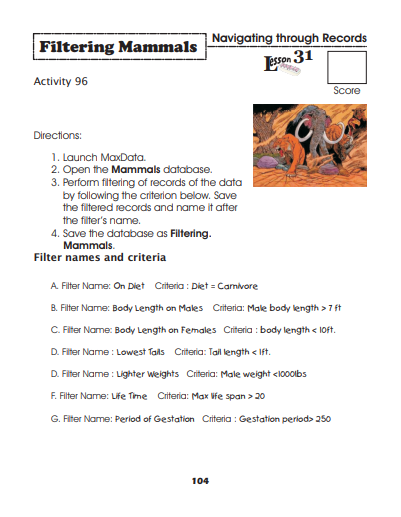 Filtering Mammals
Navigating through Records
Lesson 31
Activity 96
Score
Directions:
1. Launch MaxData.
2. Open the Mammals database.
3. Perform filtering of records of the data
by following the criterion below. Save
the filtered records and name it after
the filter's name.
4. Save the database as Filtering.
Mammals.
Filter names and criteria
A. Filter Name: On Diet Criteria : Diet = Carnivore
B. Filter Name: Body Length on Males Criteria: Male body length > 7 ft
C. Filter Name: Body Length on Females Criteria : body length < 10ft.
D. Filter Name : Lowest Tails Criteria: Tail length < 1ft.
D. Filter Name : Lighter Weights Criteria: Male weight <1000lbs
F. Filter Name: Life Time Criteria: Max life span > 20
G. Filter Name: Period of Gestation Criteria : Gestation period> 250
104